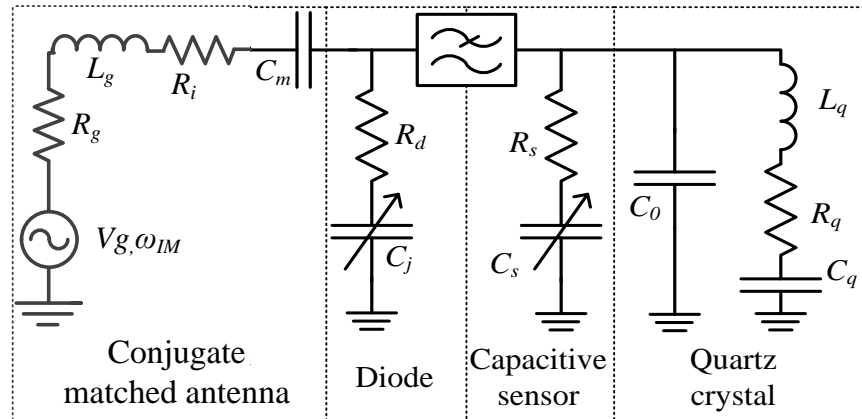 L_g
R_i
C_m
R_g
R_d
R_s
L_q
V_g,ω_IM
C_j
C_s
C_0
R_q
C_q
Conjugate
matched antenna
Diode
Capacitive
sensor
Quartz
crystal